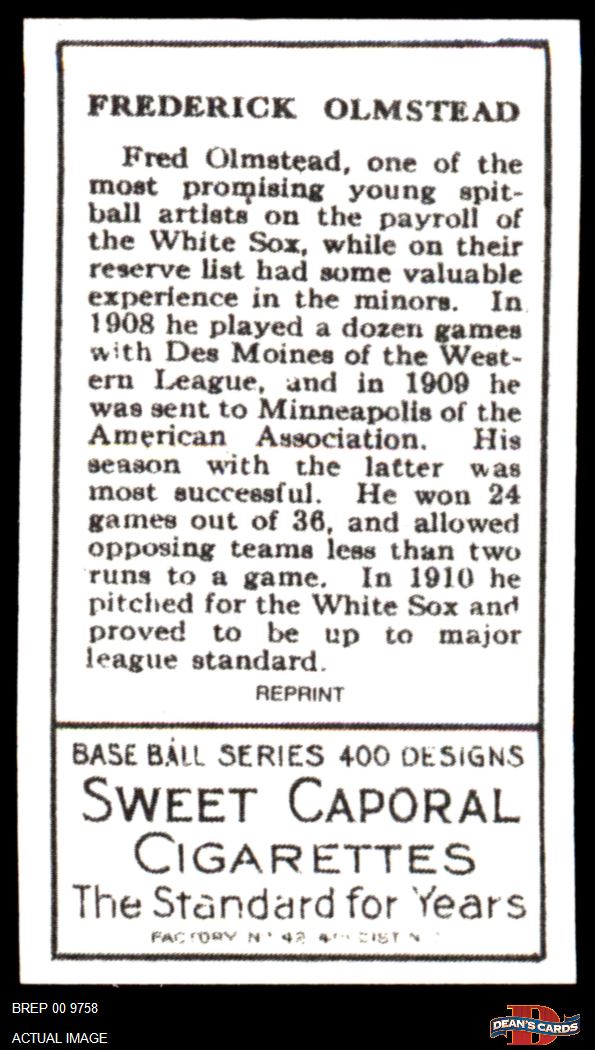 FREDERICK OLMSTEAD
Fred Olmstead, one of the
most promising young spit-
ball artists on the payroll of
the White Sox, while on their
reserve list had some valuable
experience in the minors. In
1908 he played a dozen games
with Des Moines of the West-
ern League, and in 1909 he
was sent to Minneapolis of the
American Association. His
season with the latter was
most successful. He won 24
games out of 36, and allowed
opposing teams less than two
runs to a game. In 1910 he
pitched for the White Sox and
proved to be up to major
league standard.
REPRINT
BASE BALL SERIES 400 DESIGNS
SWEET CAPORAL
CIGARETTES
The Standard for Years
FACTORY Nº 42 4TH DIST N
BREP 00 9758
ACTUAL IMAGE
D
DEAN'S CARDS